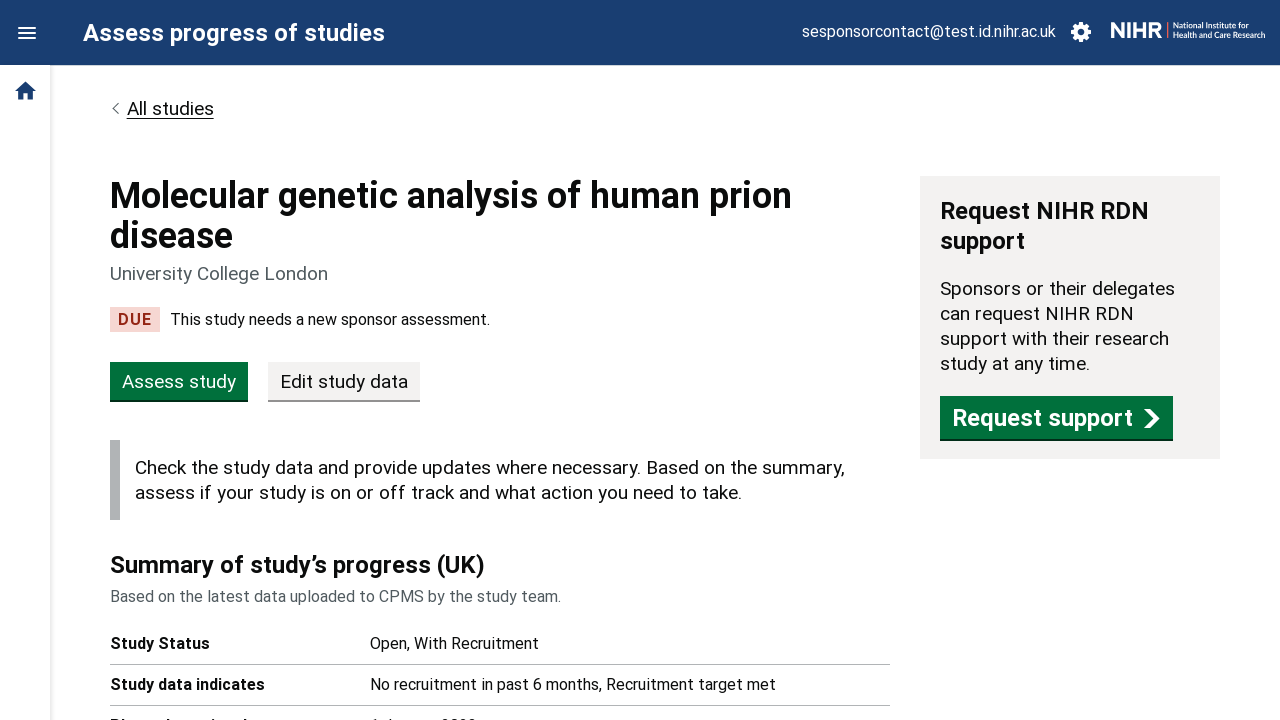 Assess progress of studies
sesponsorcontact@test.id.nihr.ac.uk
NIHR | National Institute for
Health and Care Research
All studies
Molecular genetic analysis of human prion
disease
University College London
DUE This study needs a new sponsor assessment.
Assess study
Edit study data
Check the study data and provide updates where necessary. Based on the summary,
assess if your study is on or off track and what action you need to take.
Summary of study’s progress (UK)
Based on the latest data uploaded to CPMS by the study team.
Study Status Open, With Recruitment
Study data indicates No recruitment in past 6 months, Recruitment target met
Request NIHR RDN
support
Sponsors or their delegates
can request NIHR RDN
support with their research
study at any time.
Request support